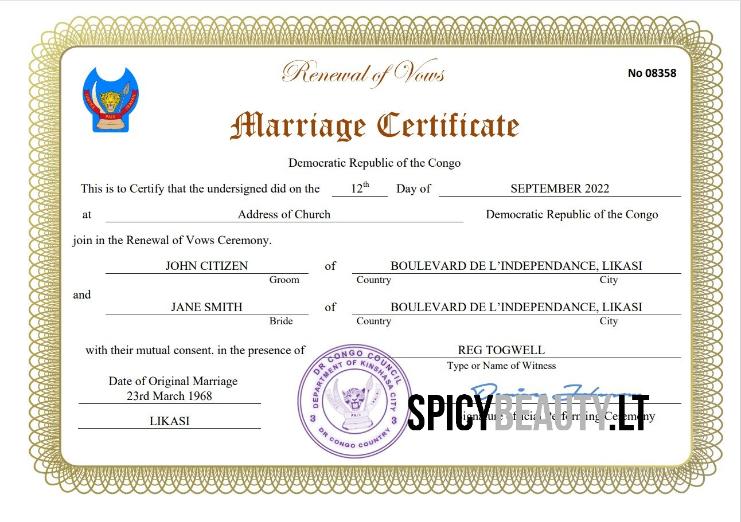 Renewal of Vows
No 08358
Marriage Certificate
Democratic Republic of the Congo
This is to Certify that the undersigned did on the 12th Day of SEPTEMBER 2022
at Address of Church Democratic Republic of the Congo
join in the Renewal of Vows Ceremony.
JOHN CITIZEN of BOULEVARD DE L'INDEPENDANCE, LIKASI
Groom Country City
and
JANE SMITH of BOULEVARD DE L'INDEPENDANCE, LIKASI
Bride Country City
with their mutual consent. in the presence of REG TOGWELL
Type or Name of Witness
Date of Original Marriage
23rd March 1968
LIKASI
DR CONGO COUNCIL
DEPARTMENT OF KINSHASA CITY
DR CONGO COUNTRY
SPICYBEAUTY.LT
Performing Ceremony